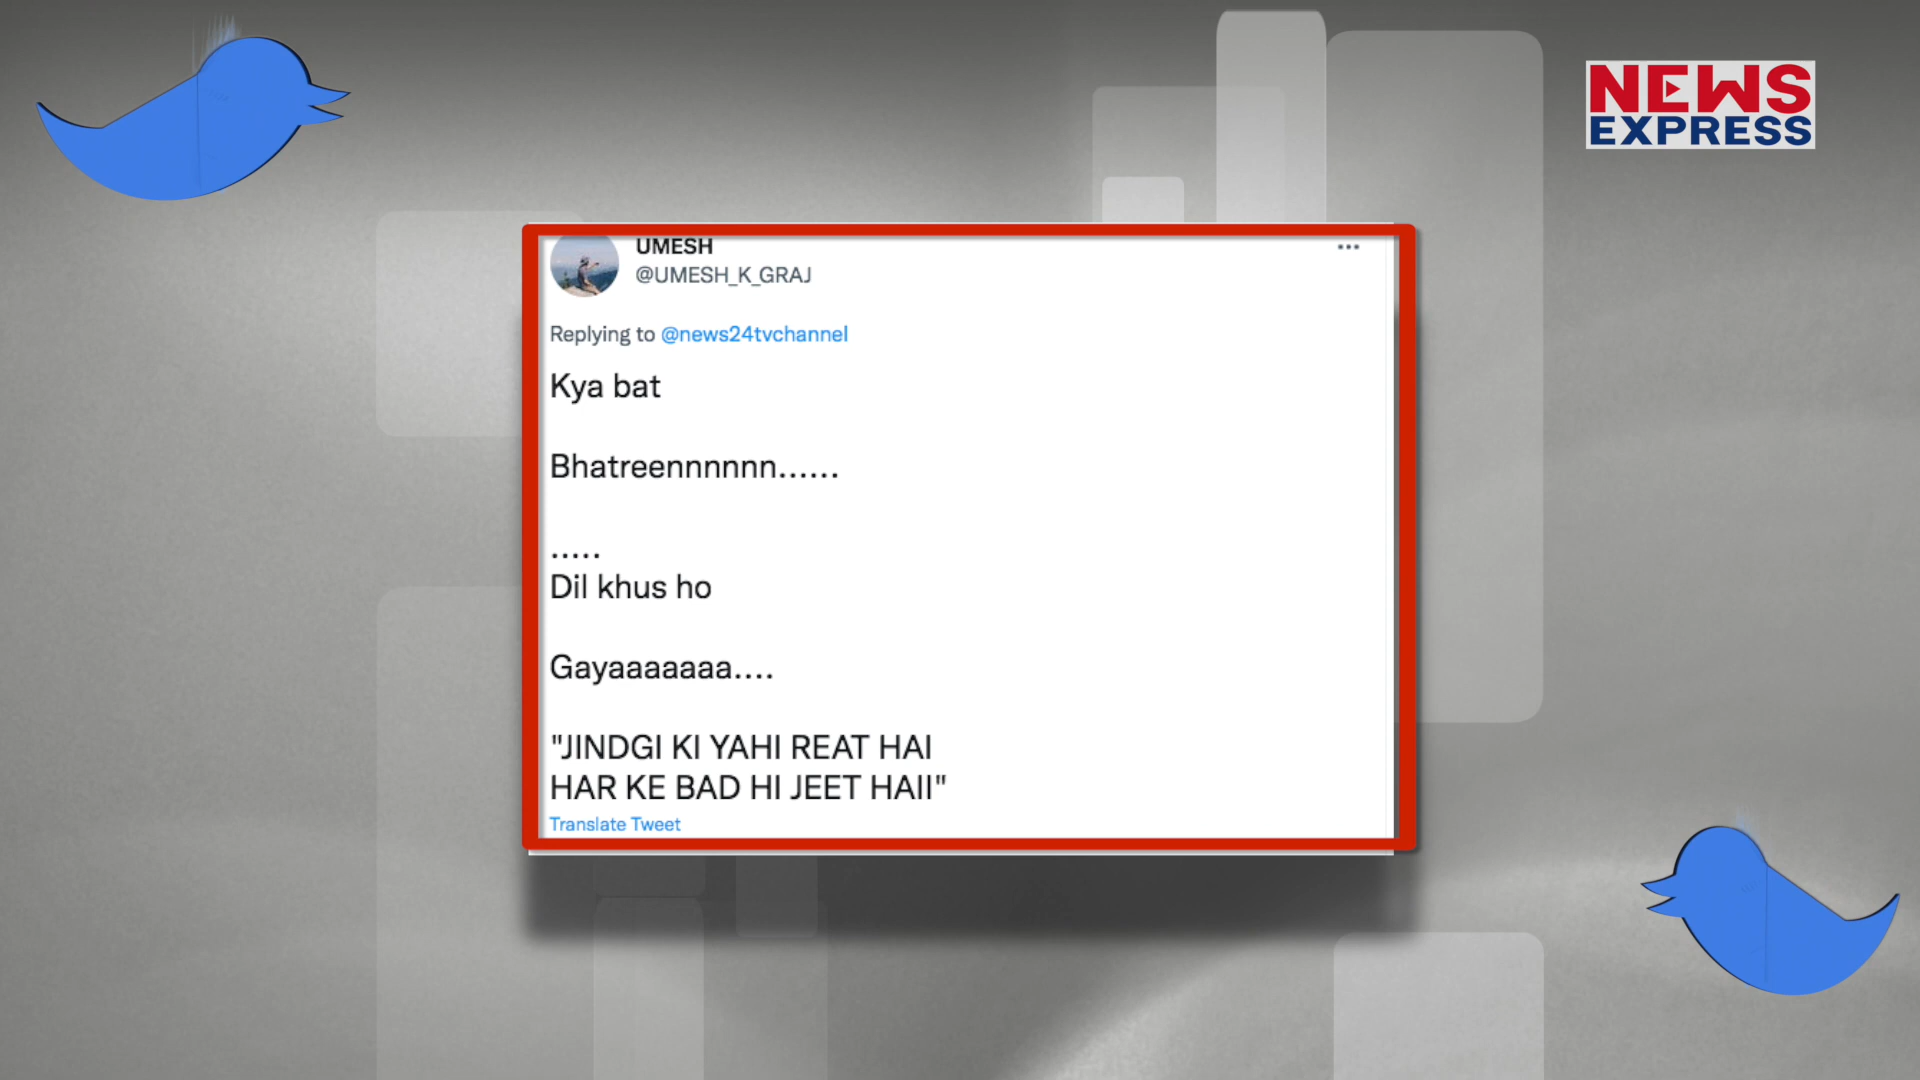 NEWS
EXPRESS
UMESH
@UMESH_K_GRAJ
Replying to @news24tvchannel
Kya bat
Bhatreennnnnn......
.....
Dil khus ho
Gayaaaaaaa....
"JINDGI KI YAHI REAT HAI
HAR KE BAD HI JEET HAII"
Translate Tweet